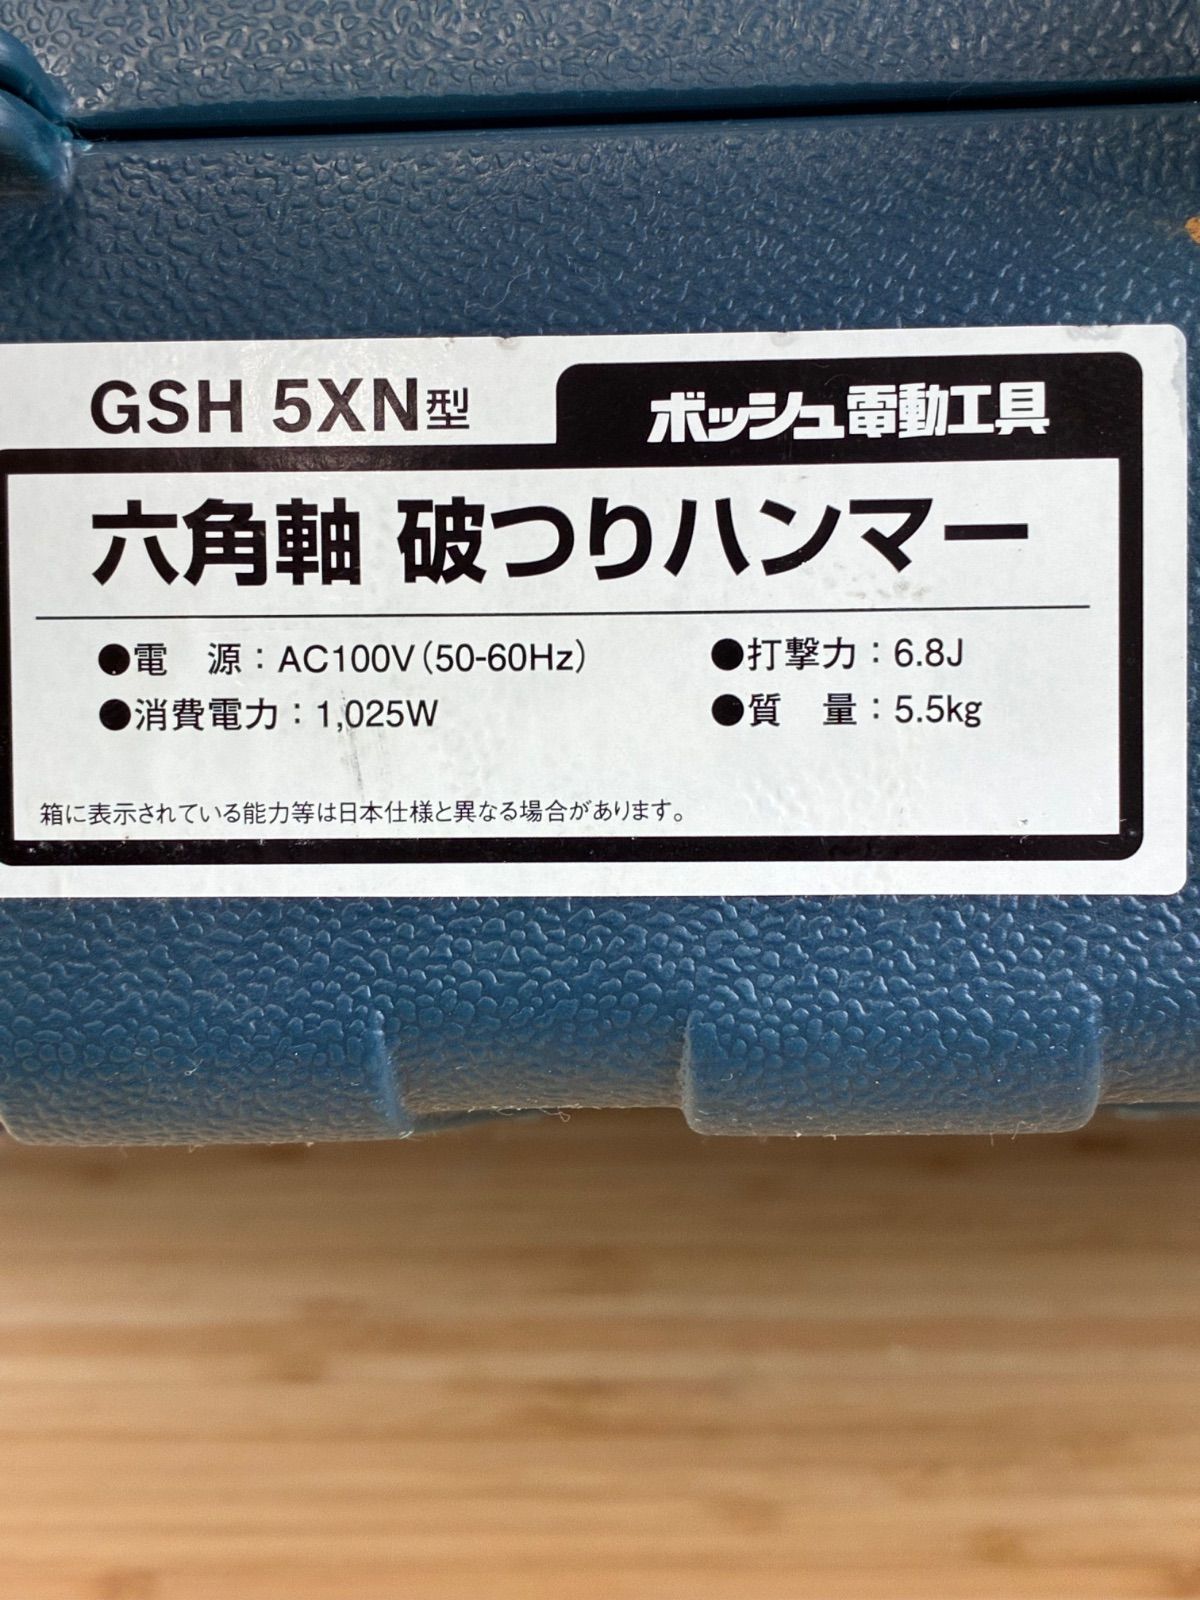 GSH 5XN型
ボッシュ電動工具
六角軸 破つりハンマー
●電　源：AC100V（50-60Hz）
●打撃力：6.8J
●消費電力：1,025W
●質　量：5.5kg
箱に表示されている能力等は日本仕様と異なる場合があります。